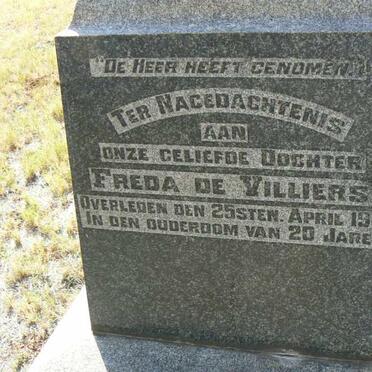 "DE HEER HEEFT GENOMEN."
TER NAGEDACHTENIS
AAN
ONZE GELIEFDE DOCHTER
FREDA DE VILLIERS
OVERLEDEN DEN 25STEN. APRIL 19
IN DEN OUDERDOM VAN 20 JARE